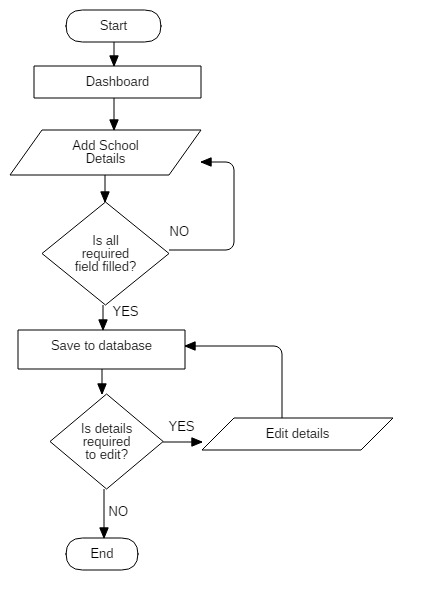 Start
Dashboard
Add School
Details
NO
Is all
required
field filled?
YES
Save to database
Is details
required
to edit?
YES
Edit details
NO
End